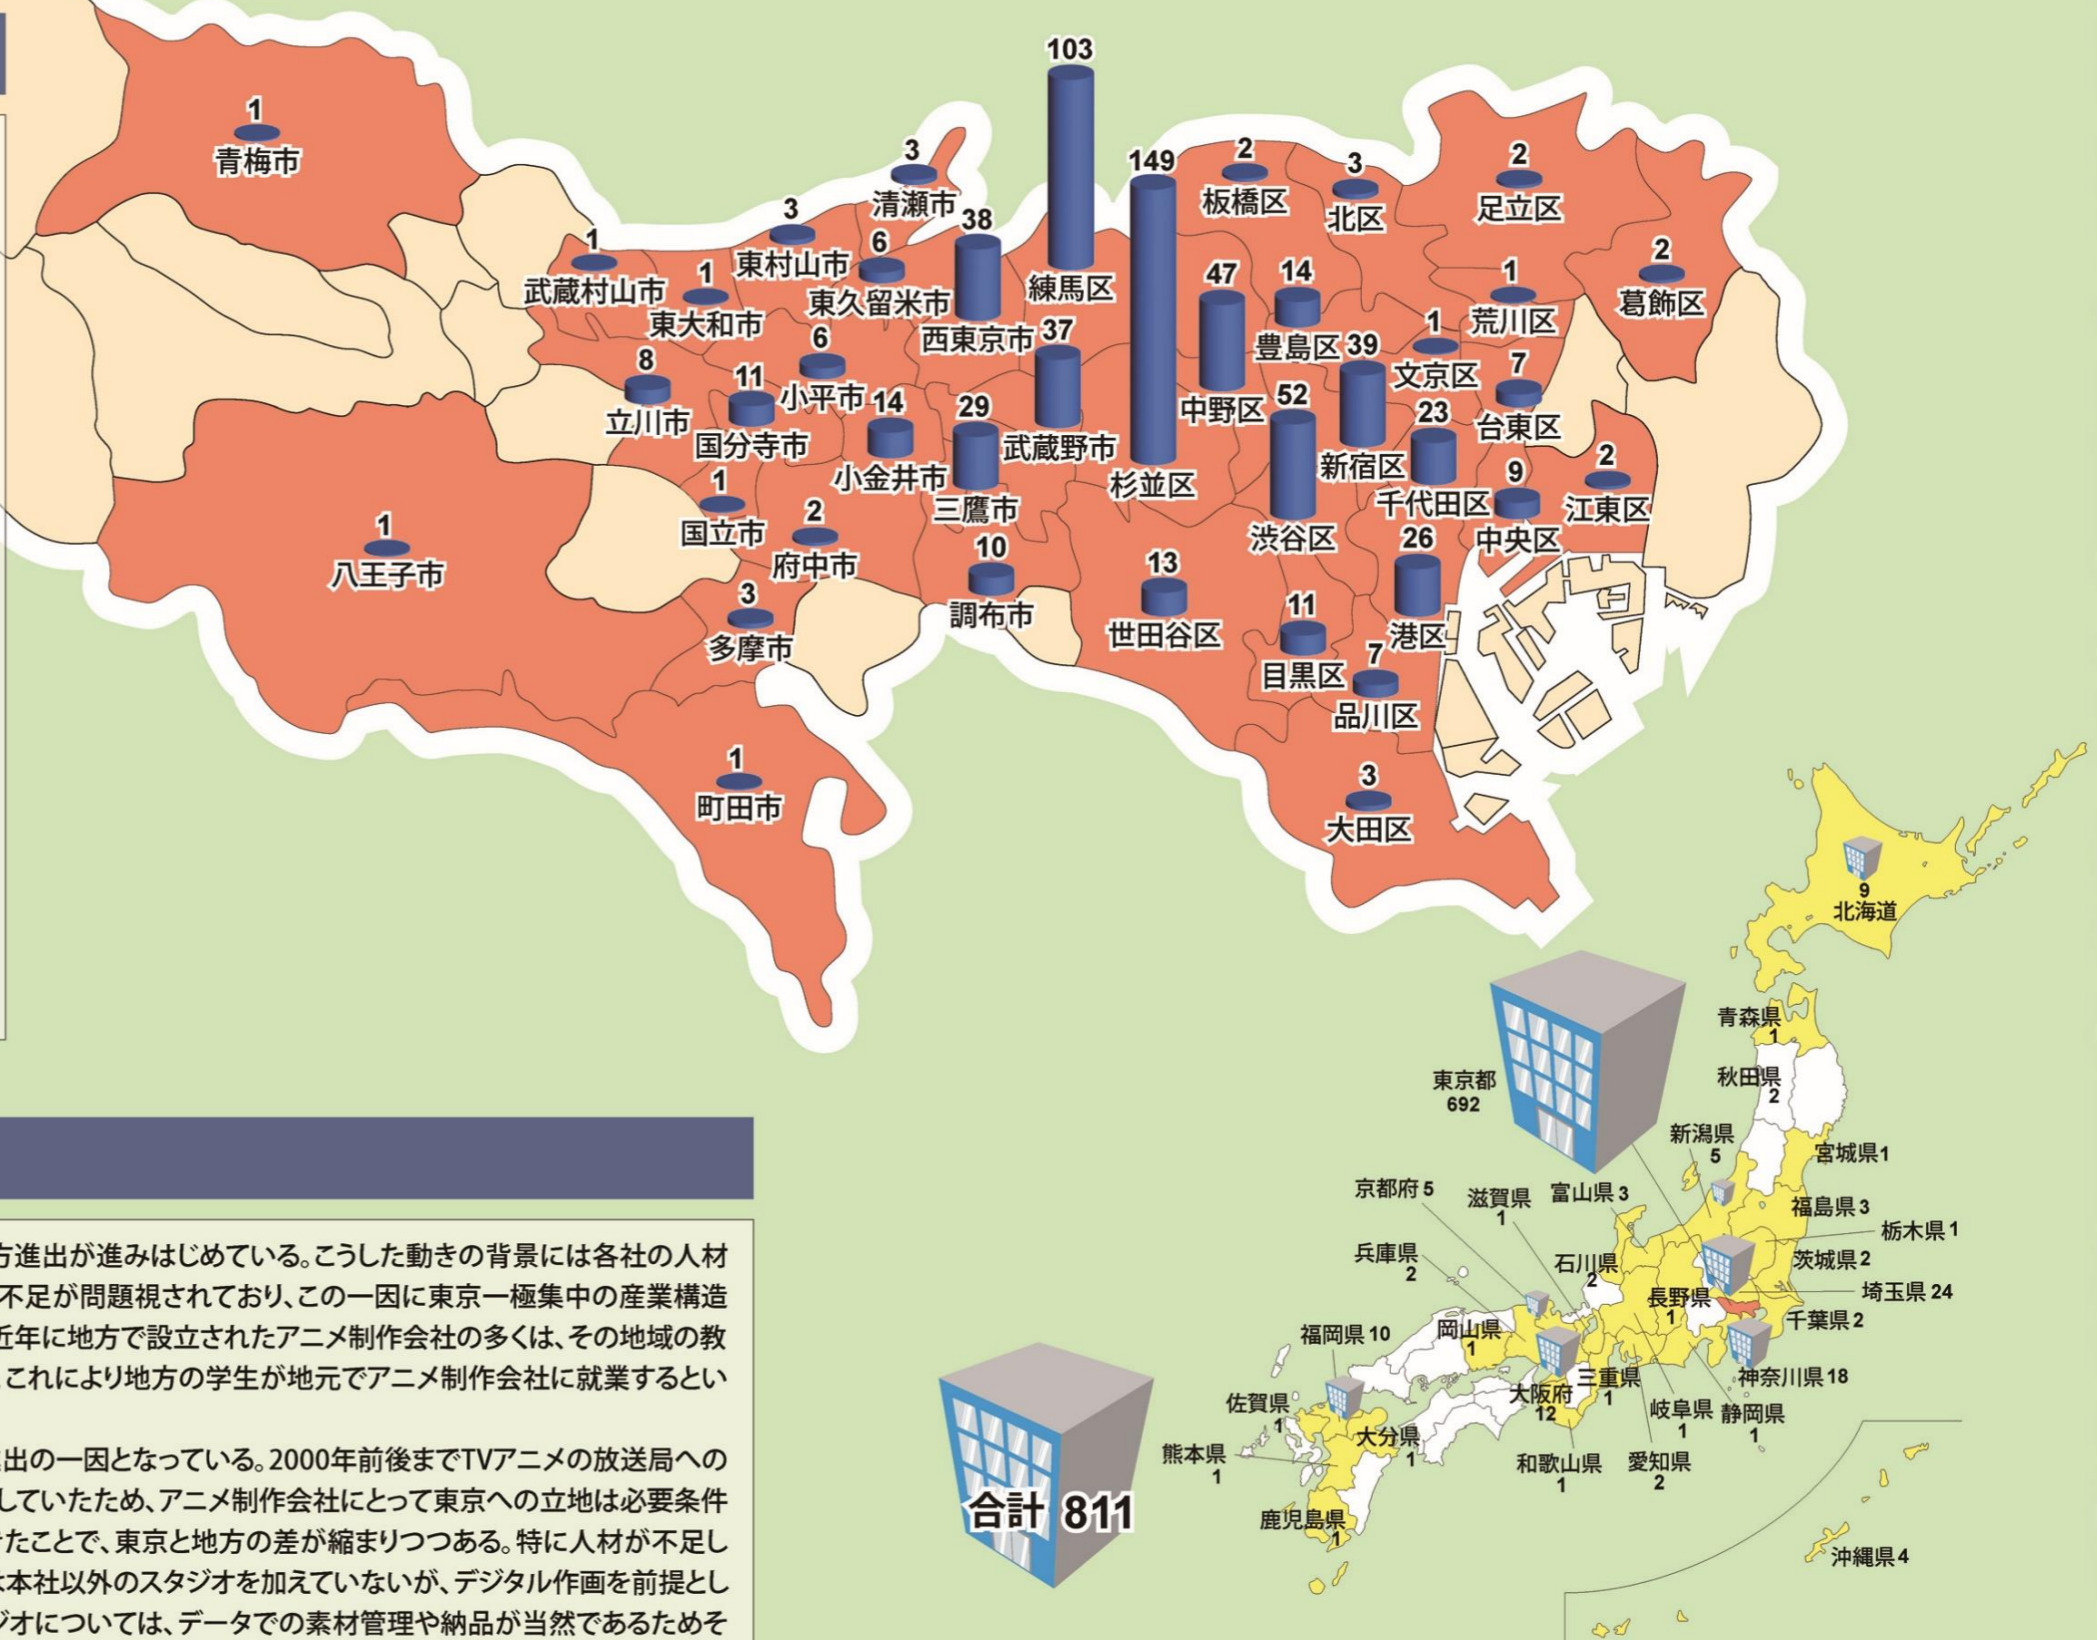 103
1
青梅市
3
清瀬市
149
2
板橋区
3
北区
2
足立区
3
東村山市
38
西東京市
6
東久留米市
1
武蔵村山市
1
東大和市
練馬区
47
中野区
14
豊島区
1
荒川区
2
葛飾区
37
武蔵野市
39
新宿区
1
文京区
7
台東区
8
立川市
11
国分寺市
6
小平市
14
小金井市
29
三鷹市
杉並区
52
渋谷区
23
千代田区
9
中央区
2
江東区
1
国立市
2
府中市
1
八王子市
3
多摩市
10
調布市
13
世田谷区
26
港区
11
目黒区
7
品川区
1
町田市
3
大田区
9
北海道
青森県
1
秋田県
2
東京都
692
新潟県
5
宮城県1
京都府5
滋賀県
1
富山県3
福島県3
栃木県1
兵庫県
2
石川県
2
茨城県2
埼玉県24
長野県
1
千葉県2
福岡県10
岡山県
1
神奈川県18
佐賀県
1
大阪府
12
三重県
1
岐阜県
1
静岡県
1
熊本県
1
大分県
1
和歌山県
1
愛知県
2
鹿児島県
1
沖縄県4
合計 811
方進出が進みはじめている。こうした動きの背景には各社の人材
不足が問題視されており、この一因に東京一極集中の産業構造
近年に地方で設立されたアニメ制作会社の多くは、その地域の教
これにより地方の学生が地元でアニメ制作会社に就業するとい
出の一因となっている。2000年前後までTVアニメの放送局への
していたため、アニメ制作会社にとって東京への立地は必要条件
たことで、東京と地方の差が縮まりつつある。特に人材が不足し
は本社以外のスタジオを加えていないが、デジタル作画を前提とし
ジオについては、データでの素材管理や納品が当然であるためそ